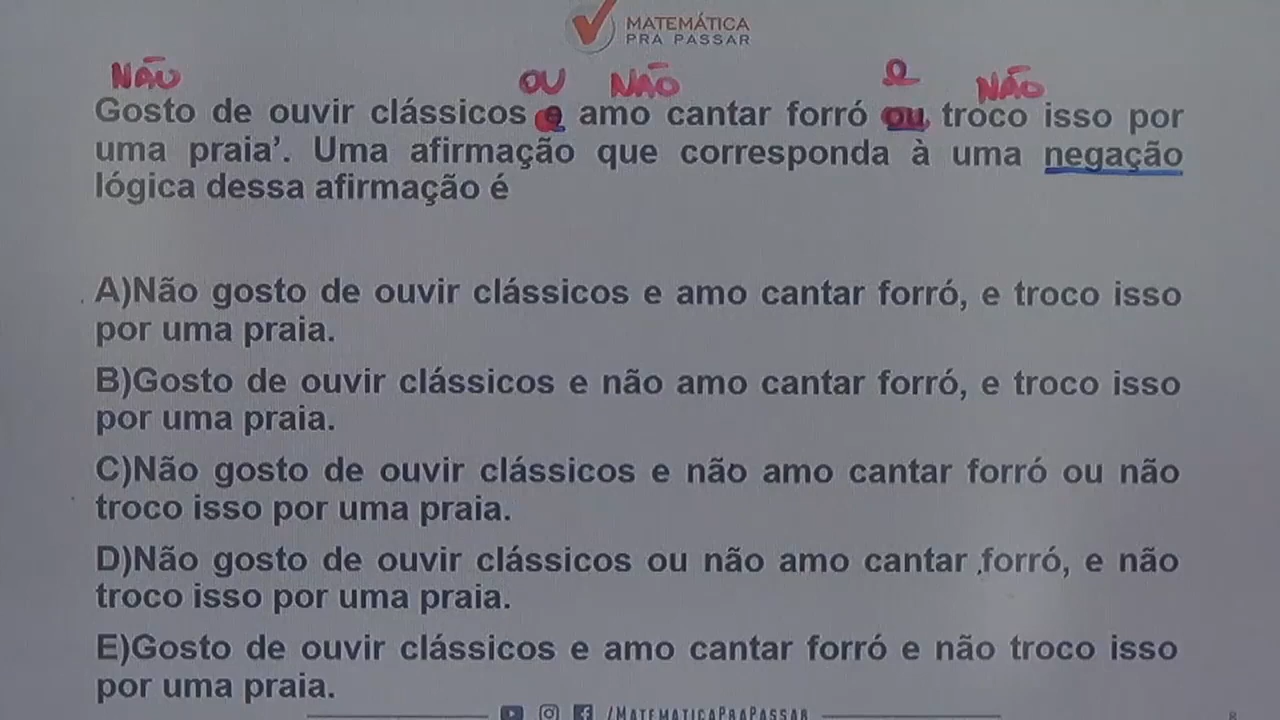 MATEMÁTICA
PRA PASSAR
NÃO OU NÃO e NÃO
Gosto de ouvir clássicos e amo cantar forró ou troco isso por
uma praia'. Uma afirmação que corresponda à uma negação
lógica dessa afirmação é
A)Não gosto de ouvir clássicos e amo cantar forró, e troco isso
por uma praia.
B)Gosto de ouvir clássicos e não amo cantar forró, e troco isso
por uma praia.
C)Não gosto de ouvir clássicos e não amo cantar forró ou não
troco isso por uma praia.
D)Não gosto de ouvir clássicos ou não amo cantar forró, e não
troco isso por uma praia.
E)Gosto de ouvir clássicos e amo cantar forró e não troco isso
por uma praia.
/MATEMATICAPRAPASSAR